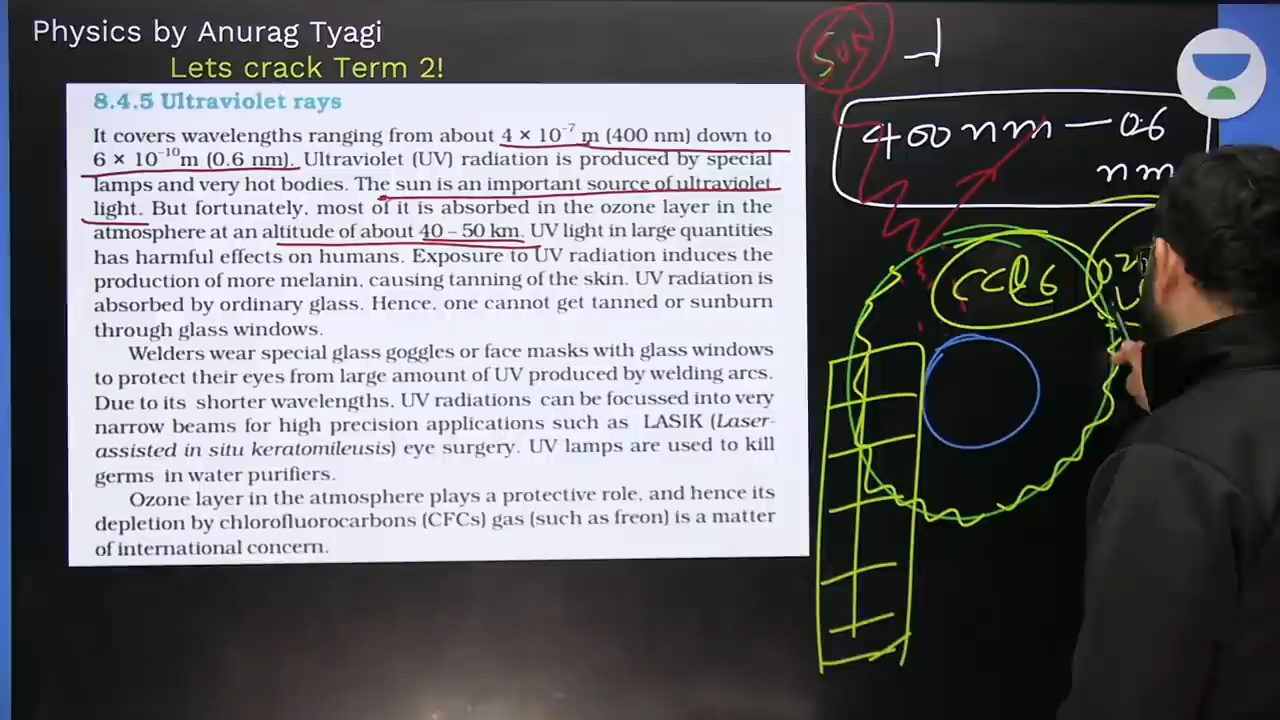 Physics by Anurag Tyagi
Lets crack Term 2!
8.4.5 Ultraviolet rays
It covers wavelengths ranging from about 4 × 10⁻⁷ m (400 nm) down to
6 × 10⁻¹⁰m (0.6 nm). Ultraviolet (UV) radiation is produced by special
lamps and very hot bodies. The sun is an important source of ultraviolet
light. But fortunately, most of it is absorbed in the ozone layer in the
atmosphere at an altitude of about 40 – 50 km. UV light in large quantities
has harmful effects on humans. Exposure to UV radiation induces the
production of more melanin, causing tanning of the skin. UV radiation is
absorbed by ordinary glass. Hence, one cannot get tanned or sunburn
through glass windows.
Welders wear special glass goggles or face masks with glass windows
to protect their eyes from large amount of UV produced by welding arcs.
Due to its shorter wavelengths, UV radiations can be focussed into very
narrow beams for high precision applications such as LASIK (Laser-
assisted in situ keratomileusis) eye surgery. UV lamps are used to kill
germs in water purifiers.
Ozone layer in the atmosphere plays a protective role, and hence its
depletion by chlorofluorocarbons (CFCs) gas (such as freon) is a matter
of international concern.
Sun
400 nm — 0.6
nm